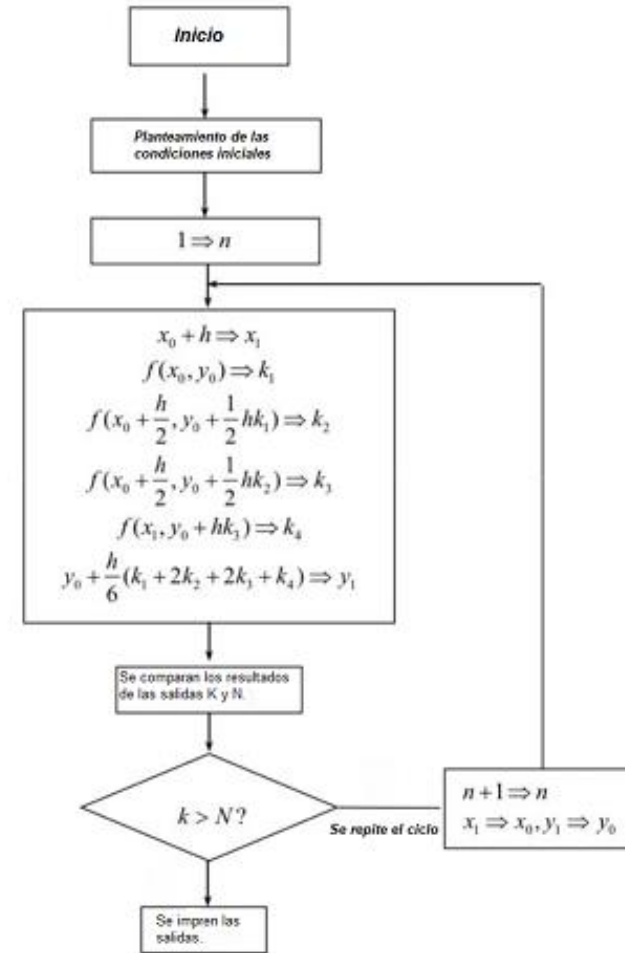 Inicio
Planteamiento de las
condiciones iniciales
1 ⇒ n
x₀ + h ⇒ x₁
f(x₀, y₀) ⇒ k₁
f(x₀ + h/2, y₀ + 1/2 hk₁) ⇒ k₂
f(x₀ + h/2, y₀ + 1/2 hk₂) ⇒ k₃
f(x₁, y₀ + hk₃) ⇒ k₄
y₀ + h/6 (k₁ + 2k₂ + 2k₃ + k₄) ⇒ y₁
Se comparan los resultados
de las salidas K y N.
k > N?
Se repite el ciclo
n + 1 ⇒ n
x₁ ⇒ x₀, y₁ ⇒ y₀
Se impren las
salidas.